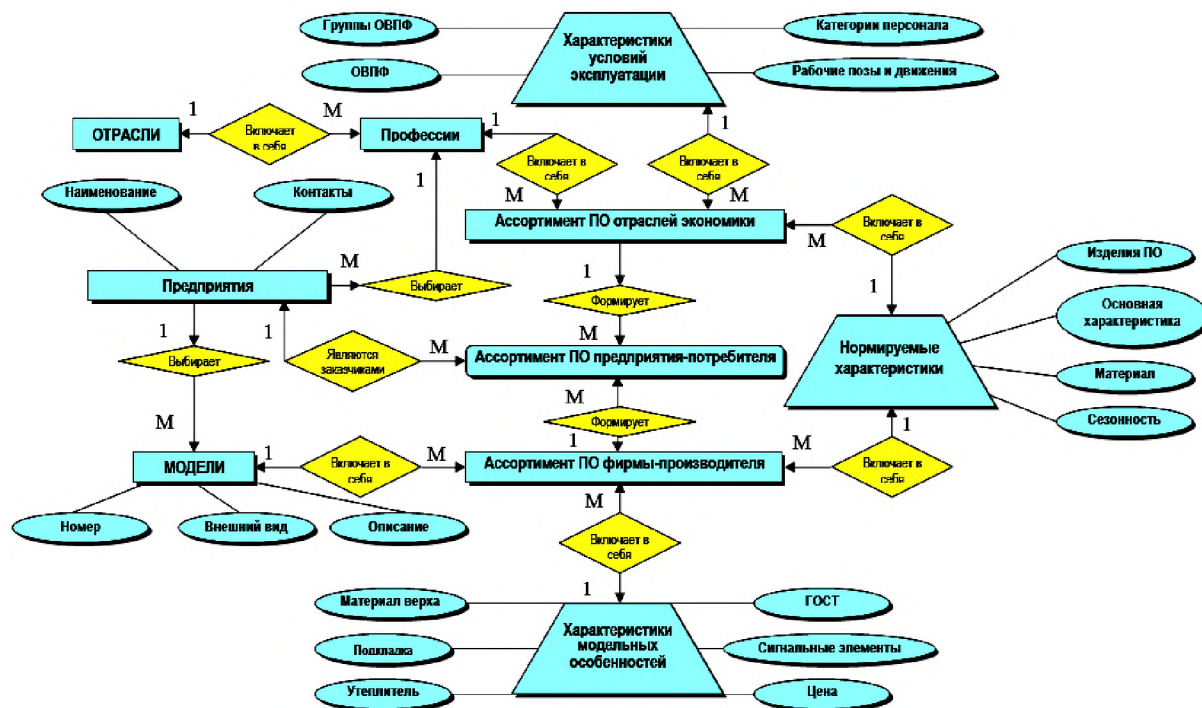 Группы ОВПФ
Характеристики
условий
эксплуатации
Категории персонала
ОВПФ
Рабочие позы и движения
1
M
1
1
ОТРАСЛИ
Включает
в себя
Профессии
Включает в
себя
Включает в
себя
M
M
Наименование
Контакты
1
Ассортимент ПО отраслей экономики
Включает в
себя
M
Изделия ПО
Предприятия
M
Выбирает
1
Формирует
1
Основная
характеристика
1
Выбирает
1
Являются
заказчиками
M
M
Ассортимент ПО предприятия-потребителя
Нормируемые
характеристики
Материал
M
M
Формирует
Сезонность
1
1
МОДЕЛИ
1
Включает в
себя
M
Ассортимент ПО фирмы-производителя
M
Включает в
себя
M
Номер
Внешний вид
Описание
Включает в
себя
1
Материал верха
Характеристики
модельных
особенностей
ГОСТ
Подкладка
Сигнальные элементы
Утеплитель
Цена